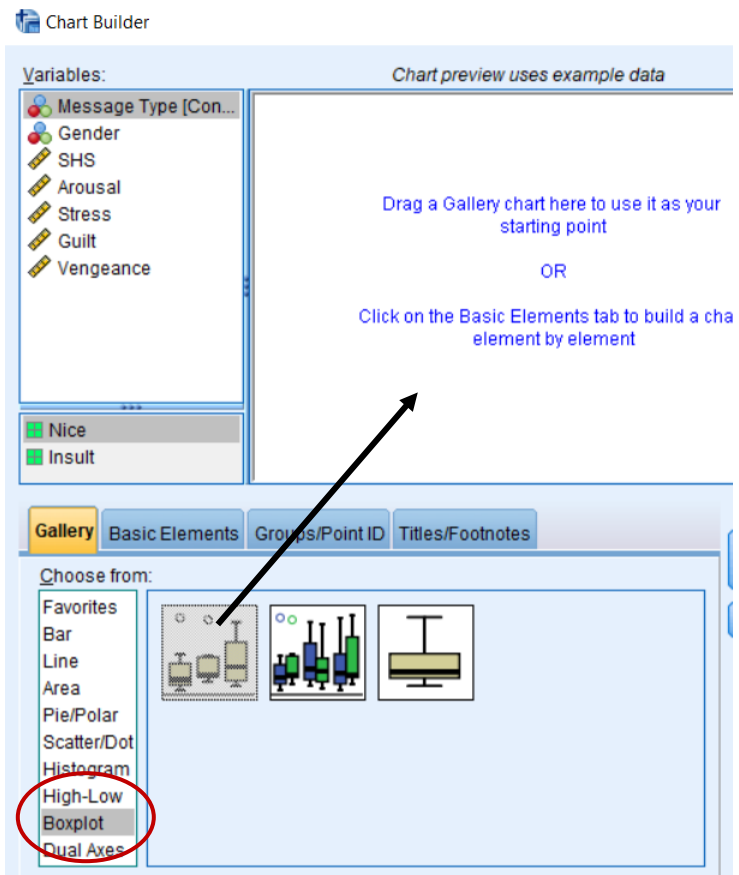 Chart Builder
Variables:
Chart preview uses example data
Message Type [Con...
Gender
SHS
Arousal
Stress
Guilt
Vengeance
Drag a Gallery chart here to use it as your
starting point
OR
Click on the Basic Elements tab to build a cha
element by element
Nice
Insult
Gallery Basic Elements Groups/Point ID Titles/Footnotes
Choose from:
Favorites
Bar
Line
Area
Pie/Polar
Scatter/Dot
Histogram
High-Low
Boxplot
Dual Axes